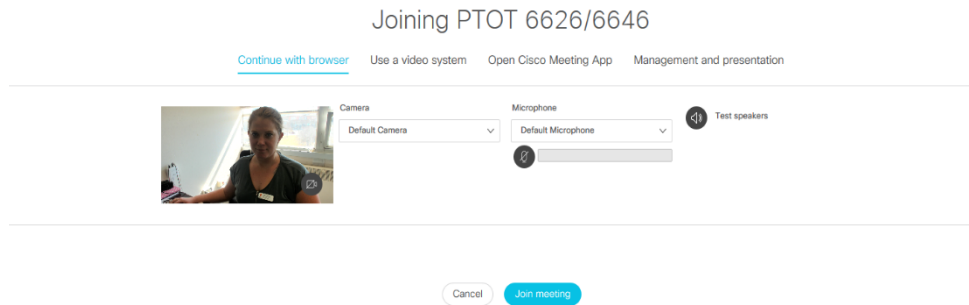 Joining PTOT 6626/6646
Continue with browser Use a video system Open Cisco Meeting App Management and presentation
Camera Microphone
Default Camera Default Microphone Test speakers
Cancel Join meeting